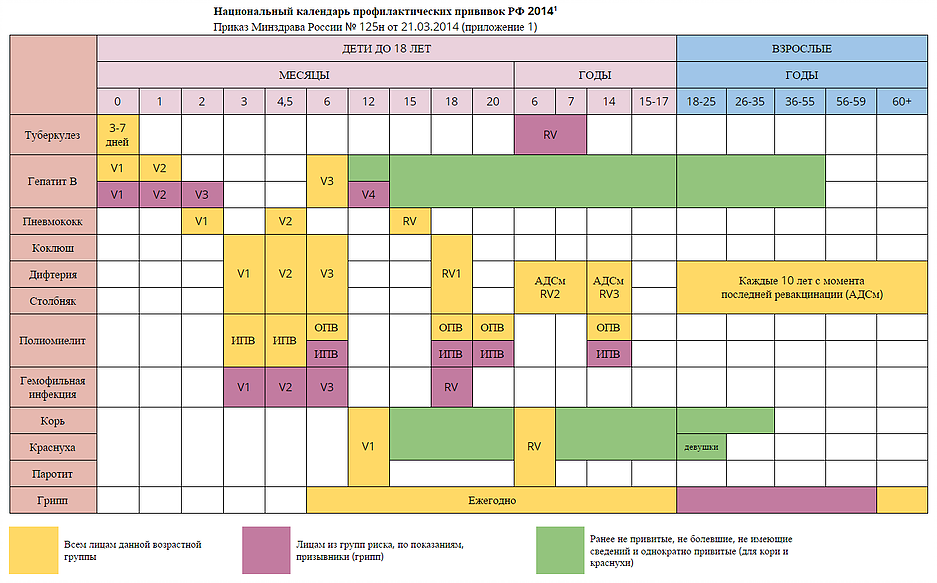 Национальный календарь профилактических прививок РФ 2014¹
Приказ Минздрава России № 125н от 21.03.2014 (приложение 1)
ДЕТИ ДО 18 ЛЕТ ВЗРОСЛЫЕ
МЕСЯЦЫ ГОДЫ ГОДЫ
0 1 2 3 4,5 6 12 15 18 20 6 7 14 15-17 18-25 26-35 36-55 56-59 60+
Туберкулез 3-7 RV
дней
Гепатит В V1 V2 V3
V1 V2 V3 V4
Пневмококк V1 V2 RV
Коклюш
Дифтерия V1 V2 V3 RV1 АДСм АДСм Каждые 10 лет с момента
Столбняк RV2 RV3 последней ревакцинации (АДСм)
Полиомиелит ИПВ ИПВ ОПВ ОПВ ОПВ ОПВ
ИПВ ИПВ ИПВ ИПВ
Гемофильная V1 V2 V3 RV
инфекция
Корь
Краснуха V1 RV девушки
Паротит
Грипп Ежегодно
Всем лицам данной возрастной
группы
Лицам из групп риска, по показаниям,
призывники (грипп)
Ранее не привитые, не болевшие, не имеющие
сведений и однократно привитые (для кори и
краснухи)